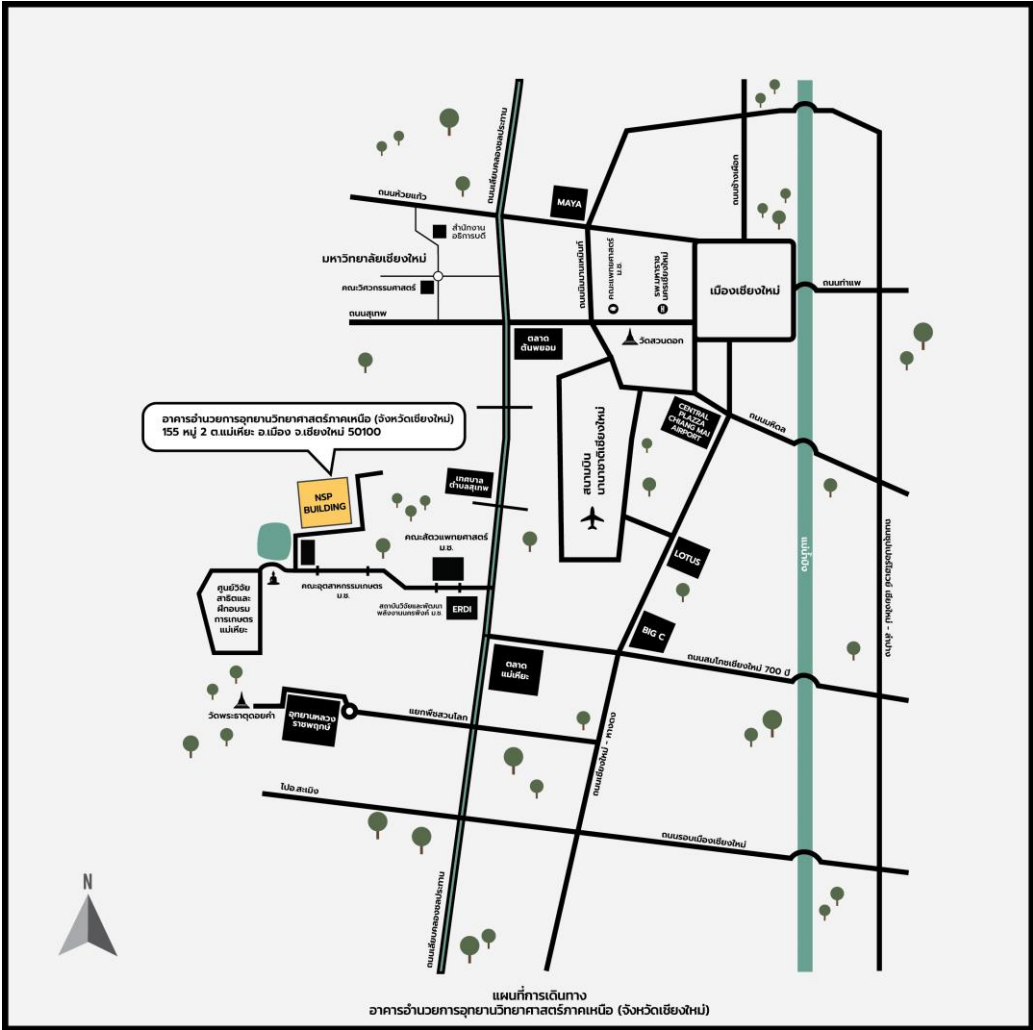 ถนนเลียบคลองชลประทาน
ถนนห้วยแก้ว
MAYA
ถนนช้างเผือก
สำนักงาน
อธิการบดี
มหาวิทยาลัยเชียงใหม่
คณะวิศวกรรมศาสตร์
ถนนนิมมานเหมินท์
คณะแพทยศาสตร์
ม.ช.
รพ.มหาราช
นครเชียงใหม่
เมืองเชียงใหม่
ถนนท่าแพ
ถนนสุเทพ
ตลาด
ต้นพยอม
วัดสวนดอก
อาคารอำนวยการอุทยานวิทยาศาสตร์ภาคเหนือ (จังหวัดเชียงใหม่)
155 หมู่ 2 ต.แม่เหียะ อ.เมือง จ.เชียงใหม่ 50100
สนามบิน
นานาชาติเชียงใหม่
CENTRAL
PLAZZA
CHIANG MAI
AIRPORT
ถนนมหิดล
NSP
BUILDING
เทศบาล
ตำบลสุเทพ
คณะสัตวแพทยศาสตร์
ม.ช.
LOTUS
แม่น้ำปิง
ถนนซุปเปอร์ไฮเวย์ เชียงใหม่ - ลำปาง
ศูนย์วิจัย
สาธิตและ
ฝึกอบรม
การเกษตร
แม่เหียะ
คณะอุตสาหกรรมเกษตร
ม.ช.
สถาบันวิจัยและพัฒนา
พลังงานนครพิงค์ ม.ช.
ERDI
BIG C
ตลาด
แม่เหียะ
ถนนสมโภชเชียงใหม่ 700 ปี
วัดพระธาตุดอยคำ
อุทยานหลวง
ราชพฤกษ์
แยกพืชสวนโลก
ถนนเชียงใหม่ - หางดง
ไปอ.สะเมิง
ถนนรอบเมืองเชียงใหม่
ถนนเลียบคลองชลประทาน
N
แผนที่การเดินทาง
อาคารอำนวยการอุทยานวิทยาศาสตร์ภาคเหนือ (จังหวัดเชียงใหม่)